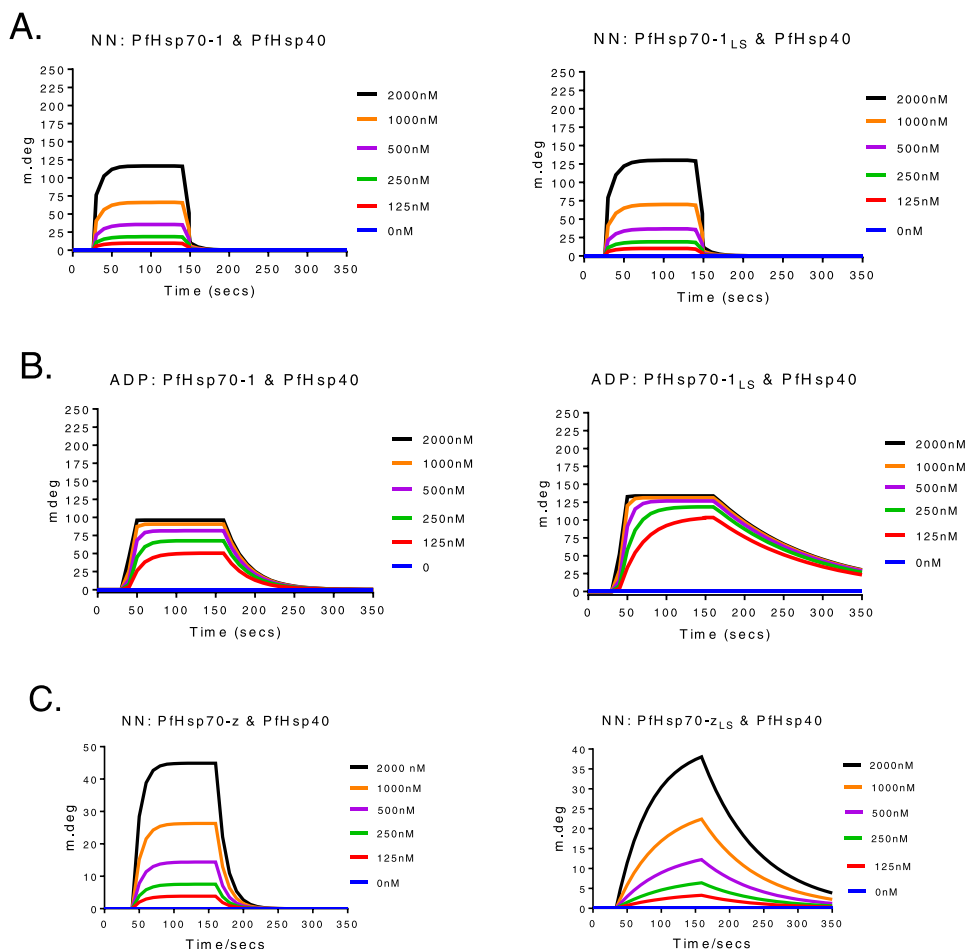 A.
NN: PfHsp70-1 & PfHsp40
250
225
200
175
150
125
100
75
50
25
0
m.deg
0 50 100 150 200 250 300 350
Time (secs)
2000nM
1000nM
500nM
250nM
125nM
0nM
NN: PfHsp70-1LS & PfHsp40
250
225
200
175
150
125
100
75
50
25
0
m.deg
0 50 100 150 200 250 300 350
Time (secs)
2000nM
1000nM
500nM
250nM
125nM
0nM
B.
ADP: PfHsp70-1 & PfHsp40
250
225
200
175
150
125
100
75
50
25
0
mdeg
0 50 100 150 200 250 300 350
Time (secs)
2000nM
1000nM
500nM
250nM
125nM
0
ADP: PfHsp70-1LS & PfHsp40
250
225
200
175
150
125
100
75
50
25
0
m.deg
0 50 100 150 200 250 300 350
Time (secs)
2000nM
1000nM
500nM
250nM
125nM
0nM
C.
NN: PfHsp70-z & PfHsp40
50
40
30
20
10
0
m.deg
0 50 100 150 200 250 300 350
Time/secs
2000 nM
1000nM
500nM
250nM
125nM
0nM
NN: PfHsp70-zLS & PfHsp40
40
35
30
25
20
15
10
5
0
m.deg
0 50 100 150 200 250 300 350
Time/secs
2000nM
1000nM
500nM
250nM
125nM
0nM